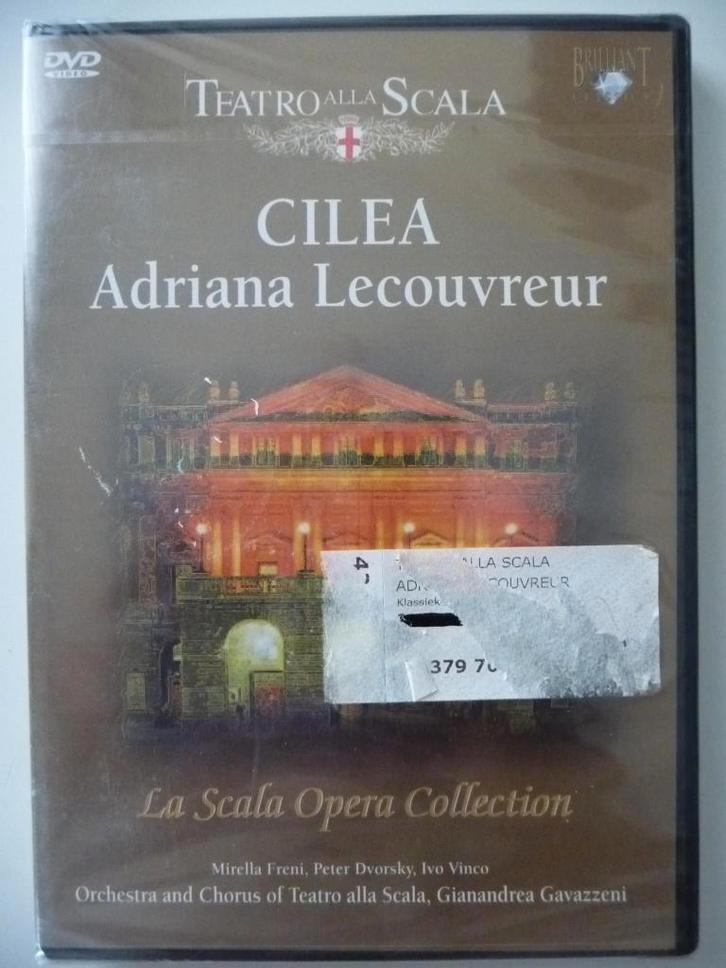 DVD
VIDEO
BRILLIANT
TEATRO ALLA SCALA
CILEA
Adriana Lecouvreur
ALLA SCALA
COUVREUR
Klassiek
379 7
La Scala Opera Collection
Mirella Freni, Peter Dvorsky, Ivo Vinco
Orchestra and Chorus of Teatro alla Scala, Gianandrea Gavazzeni